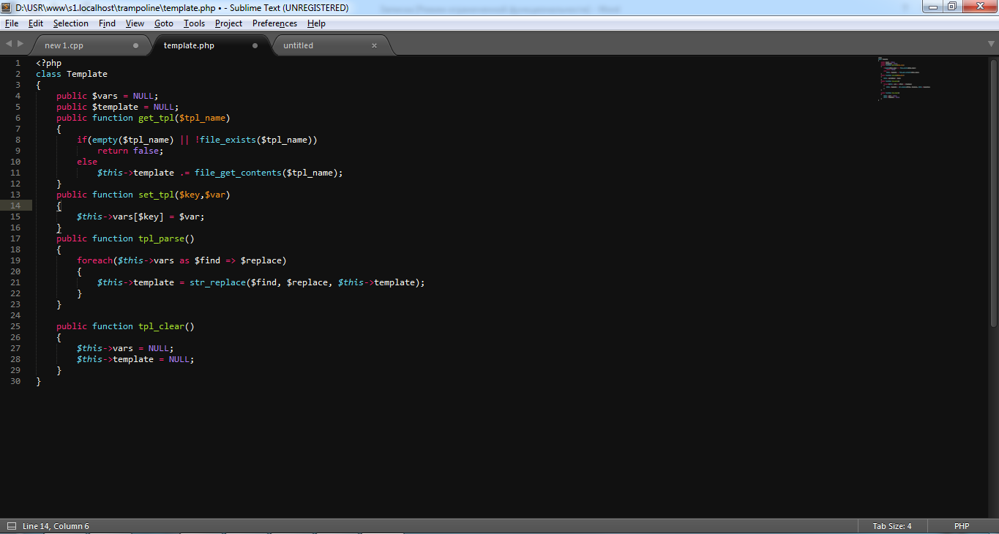 D:\USR\www\s1.localhost\trampoline\template.php • - Sublime Text (UNREGISTERED)
File Edit Selection Find View Goto Tools Project Preferences Help
new 1.cpp template.php untitled
1 <?php
2 class Template
3 {
4 public $vars = NULL;
5 public $template = NULL;
6 public function get_tpl($tpl_name)
7 {
8 if(empty($tpl_name) || !file_exists($tpl_name))
9 return false;
10 else
11 $this->template .= file_get_contents($tpl_name);
12 }
13 public function set_tpl($key,$var)
14 {
15 $this->vars[$key] = $var;
16 }
17 public function tpl_parse()
18 {
19 foreach($this->vars as $find => $replace)
20 {
21 $this->template = str_replace($find, $replace, $this->template);
22 }
23 }
24
25 public function tpl_clear()
26 {
27 $this->vars = NULL;
28 $this->template = NULL;
29 }
30 }
Line 14, Column 6 Tab Size: 4 PHP